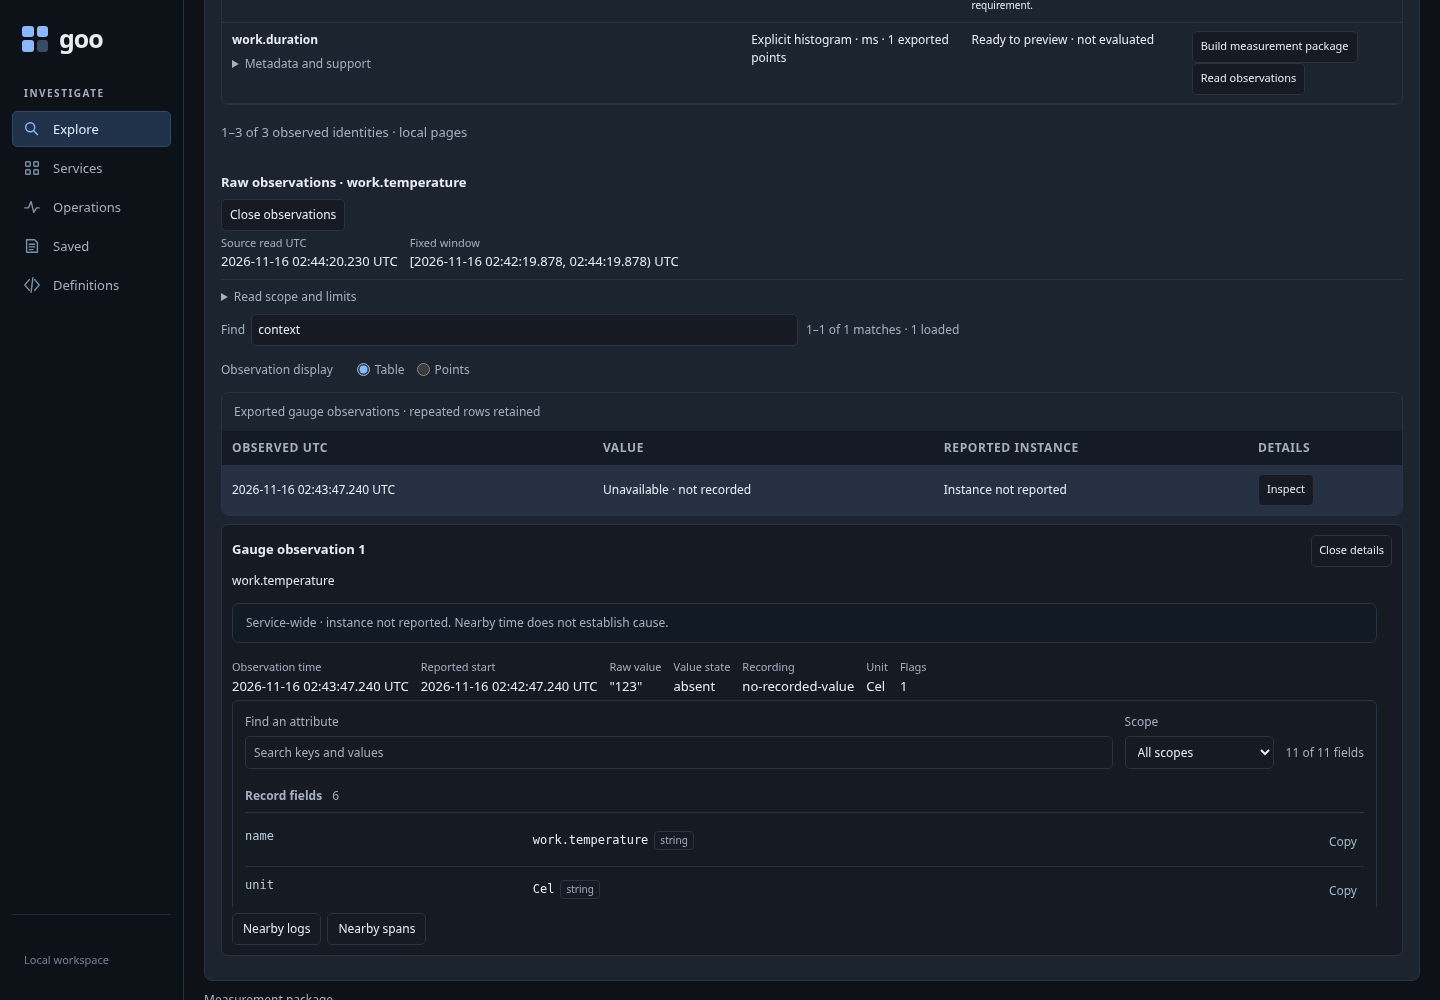 goo
INVESTIGATE
Explore
Services
Operations
Saved
Definitions
Local workspace
requirement.
work.duration
Metadata and support
Explicit histogram · ms · 1 exported
points
Ready to preview · not evaluated
Build measurement package
Read observations
1–3 of 3 observed identities · local pages
Raw observations · work.temperature
Close observations
Source read UTC
2026-11-16 02:44:20.230 UTC
Fixed window
[2026-11-16 02:42:19.878, 02:44:19.878) UTC
Read scope and limits
Find context 1–1 of 1 matches · 1 loaded
Observation display Table Points
Exported gauge observations · repeated rows retained
OBSERVED UTC VALUE REPORTED INSTANCE DETAILS
2026-11-16 02:43:47.240 UTC Unavailable · not recorded Instance not reported Inspect
Gauge observation 1 Close details
work.temperature
Service-wide · instance not reported. Nearby time does not establish cause.
Observation time Reported start Raw value Value state Recording Unit Flags
2026-11-16 02:43:47.240 UTC 2026-11-16 02:42:47.240 UTC "123" absent no-recorded-value Cel 1
Find an attribute Scope
Search keys and values All scopes 11 of 11 fields
Record fields 6
name work.temperature string Copy
unit Cel string Copy
Nearby logs Nearby spans
Measurement package